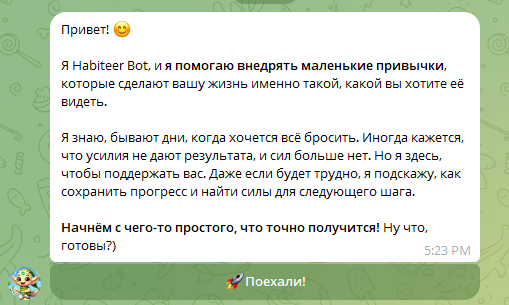 Привет! 😊
Я Habiteer Bot, и я помогаю внедрять маленькие привычки,
которые сделают вашу жизнь именно такой, какой вы хотите её
видеть.
Я знаю, бывают дни, когда хочется всё бросить. Иногда кажется,
что усилия не дают результата, и сил больше нет. Но я здесь,
чтобы поддержать вас. Даже если будет трудно, я подскажу, как
сохранить прогресс и найти силы для следующего шага.
Начнём с чего-то простого, что точно получится! Ну что,
готовы?)
5:23 PM
🚀 Поехали!